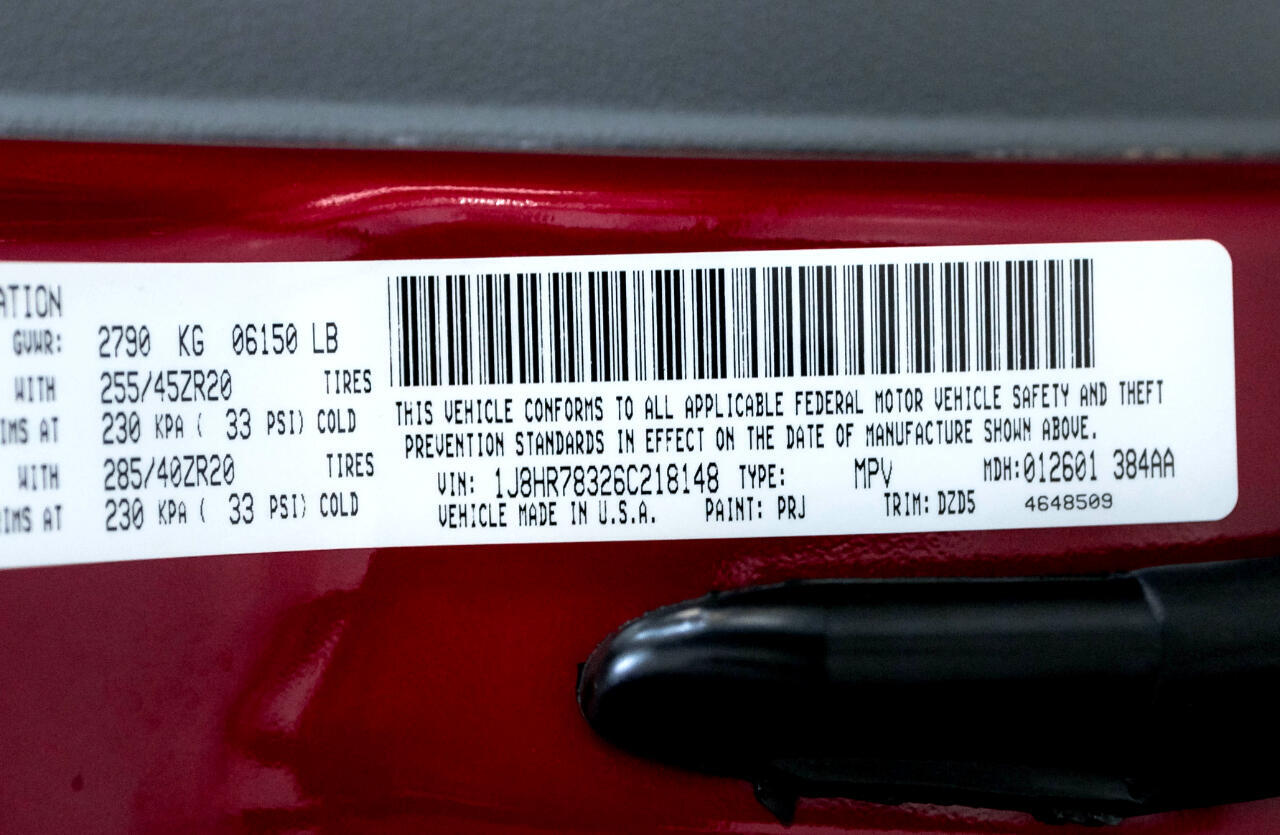 ATION
GVWR: 2790 KG 06150 LB
WITH 255/45ZR20 TIRES
IMS AT 230 KPA ( 33 PSI) COLD
WITH 285/40ZR20 TIRES
RIMS AT 230 KPA ( 33 PSI) COLD
THIS VEHICLE CONFORMS TO ALL APPLICABLE FEDERAL MOTOR VEHICLE SAFETY AND THEFT
PREVENTION STANDARDS IN EFFECT ON THE DATE OF MANUFACTURE SHOWN ABOVE.
VIN: 1J8HR78326C218148 TYPE: MPV MDH:012601 384AA
VEHICLE MADE IN U.S.A. PAINT: PRJ TRIM: DZD5 4648509